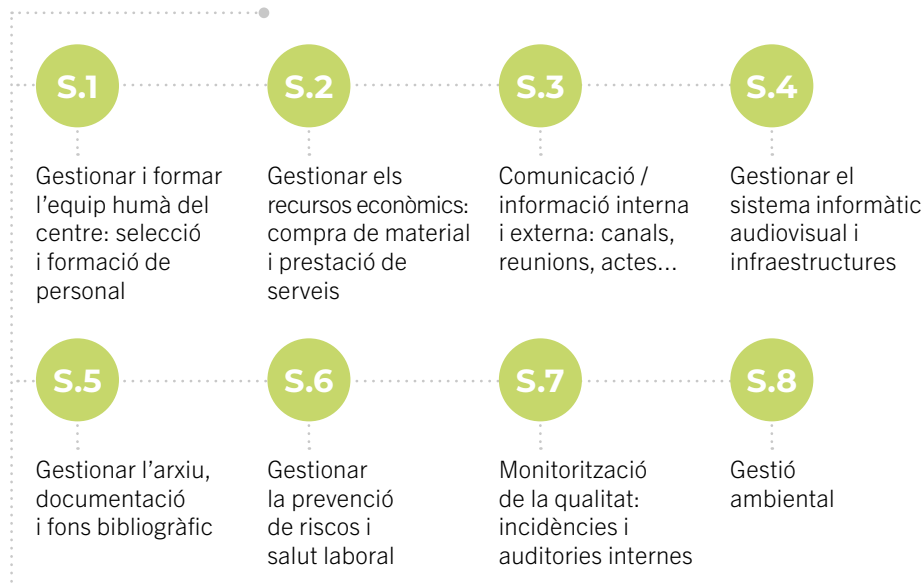 S.1
Gestionar i formar
l’equip humà del
centre: selecció
i formació de
personal
S.2
Gestionar els
recursos econòmics:
compra de material
i prestació de
serveis
S.3
Comunicació /
informació interna
i externa: canals,
reunions, actes...
S.4
Gestionar el
sistema informàtic
audiovisual i
infraestructures
S.5
Gestionar l’arxiu,
documentació
i fons bibliogràfic
S.6
Gestionar
la prevenció
de riscos i
salut laboral
S.7
Monitorització
de la qualitat:
incidències i
auditories internes
S.8
Gestió
ambiental